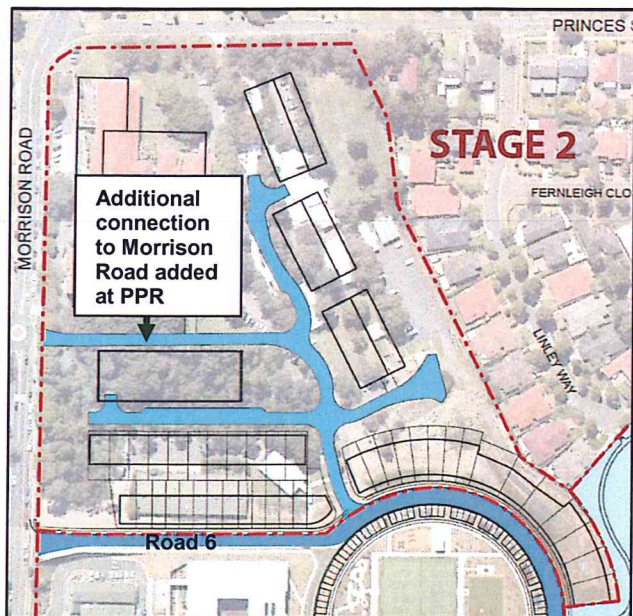 PRINCES S
MORRISON ROAD
STAGE 2
FERNLEIGH CLO
Additional
connection
to Morrison
Road added
at PPR
LINLEY WAY
Road 6